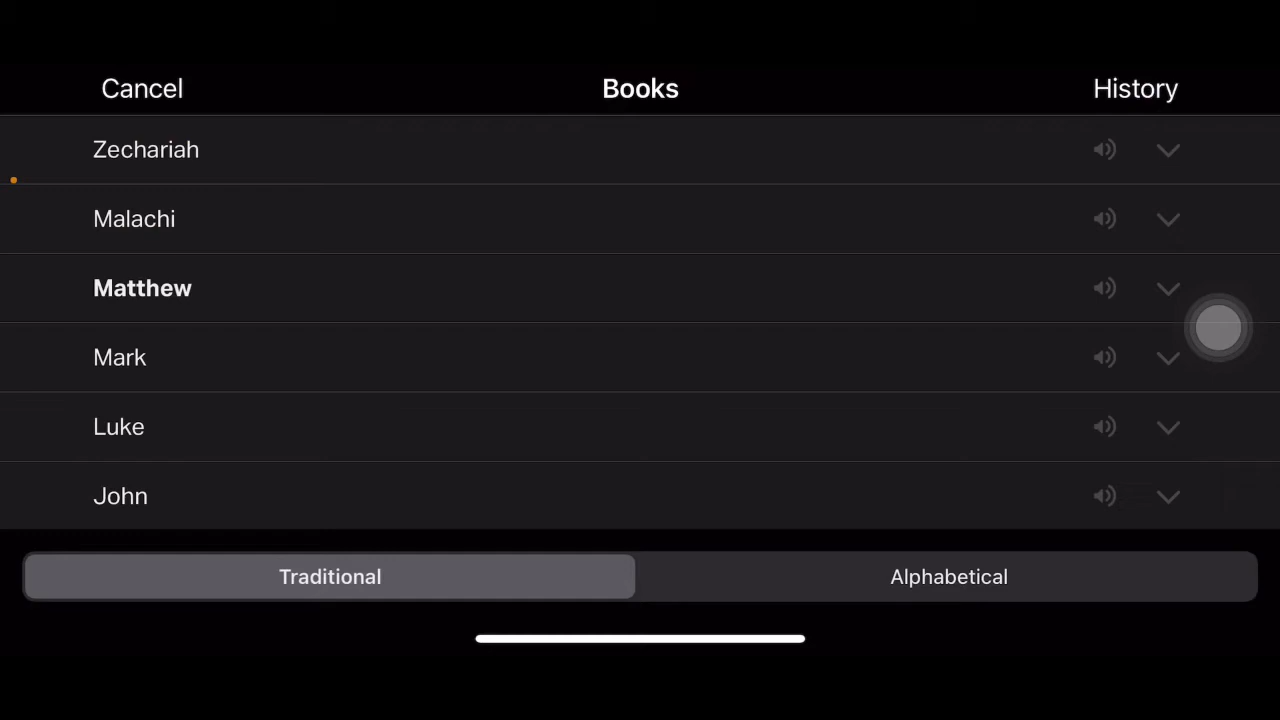 Cancel Books History
Zechariah
Malachi
Matthew
Mark
Luke
John
Traditional Alphabetical